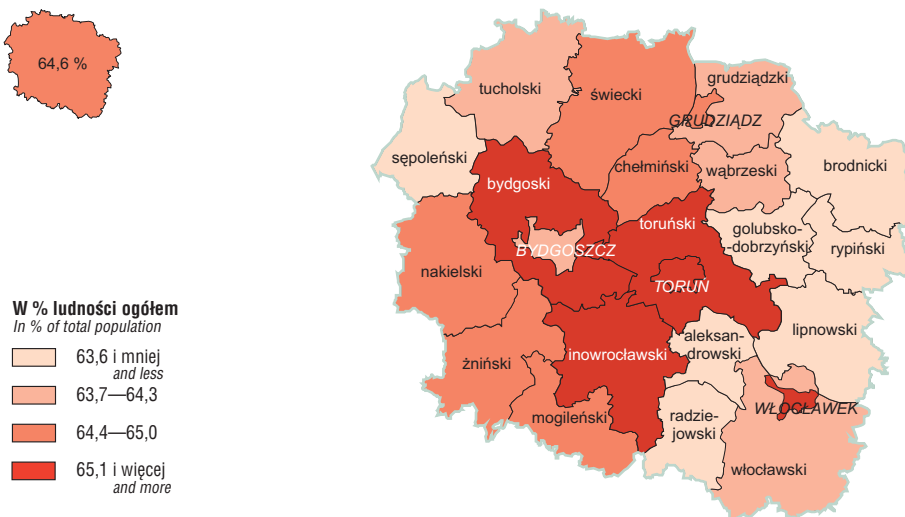 64,6 %
tucholski
świecki
grudziądzki
GRUDZIĄDZ
sępoleński
bydgoski
chełmiński
wąbrzeski
brodnicki
toruński
golubsko-
-dobrzyński
rypiński
BYDGOSZCZ
nakielski
TORUŃ
W % ludności ogółem
In % of total population
63,6 i mniej
and less
63,7—64,3
64,4—65,0
65,1 i więcej
and more
żniński
inowrocławski
aleksan-
drowski
lipnowski
mogileński
radzie-
jowski
WŁOCŁAWEK
włocławski